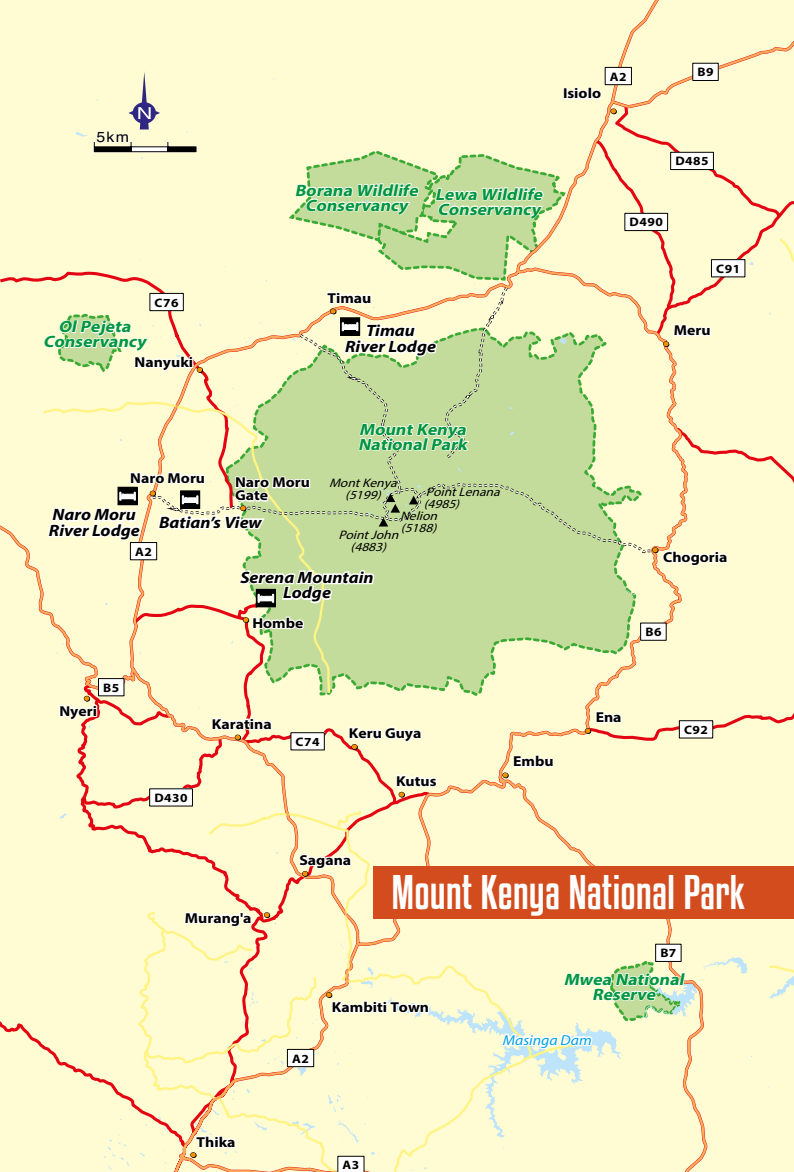 A2
B9
Isiolo
N
5km
D485
Borana Wildlife
Conservancy
Lewa Wildlife
Conservancy
D490
C91
C76
Timau
Ol Pejeta
Conservancy
Timau
River Lodge
Meru
Nanyuki
Mount Kenya
National Park
Naro Moru
Naro Moru
Gate
Mont Kenya
(5199)
Point Lenana
(4985)
Naro Moru
River Lodge
Batian's View
Nelion
(5188)
Point John
(4883)
A2
Chogoria
Serena Mountain
Lodge
Hombe
B6
B5
Nyeri
Karatina
C74
Keru Guya
Ena
C92
Embu
Kutus
D430
Sagana
Mount Kenya National Park
Murang'a
B7
Mwea National
Reserve
Kambiti Town
Masinga Dam
A2
Thika
A3